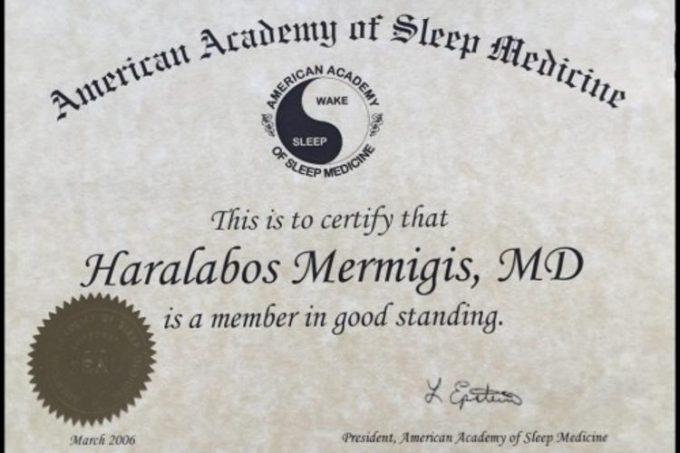 American Academy of Sleep Medicine
AMERICAN ACADEMY
WAKE
SLEEP
OF SLEEP MEDICINE
This is to certify that
Haralabos Mermigis, MD
is a member in good standing.
L Epstein
March 2006
President, American Academy of Sleep Medicine